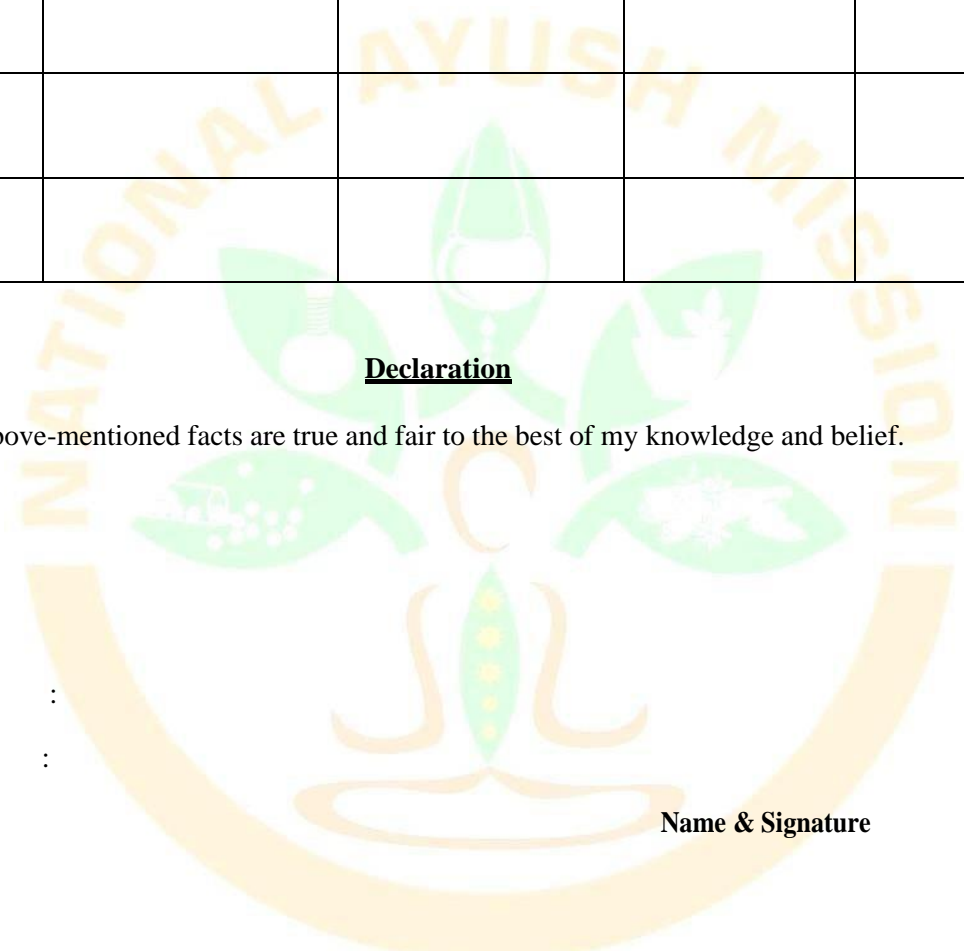 NATIONAL AYUSH MISSION
Declaration
bove-mentioned facts are true and fair to the best of my knowledge and belief.
:
:
Name & Signature